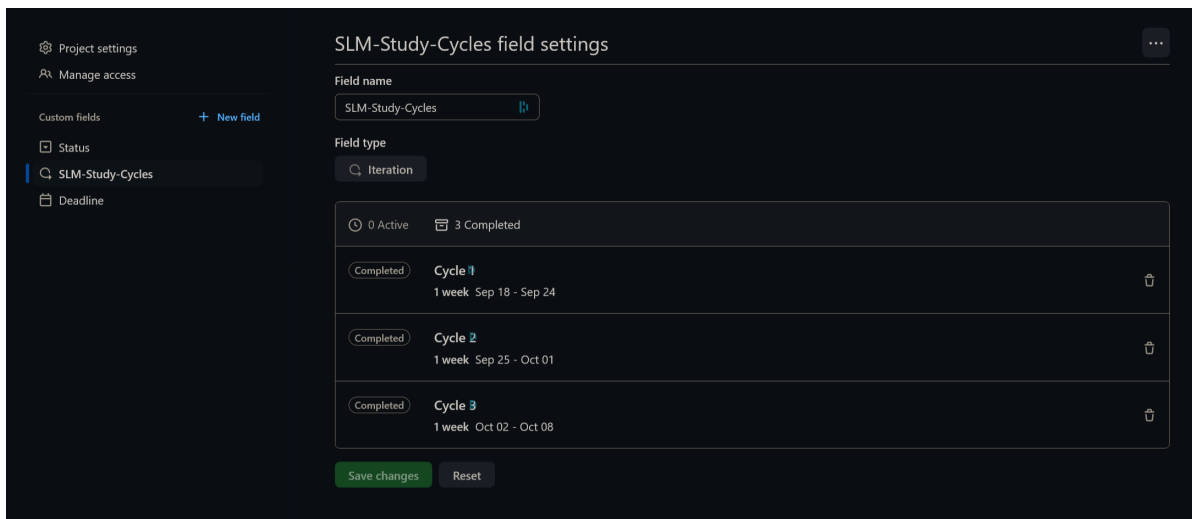 Project settings
Manage access
Custom fields
New field
Status
SLM-Study-Cycles
Deadline
SLM-Study-Cycles field settings
Field name
SLM-Study-Cycles
Field type
Iteration
0 Active 3 Completed
Completed Cycle 1
1 week Sep 18 - Sep 24
Completed Cycle 2
1 week Sep 25 - Oct 01
Completed Cycle 3
1 week Oct 02 - Oct 08
Save changes Reset